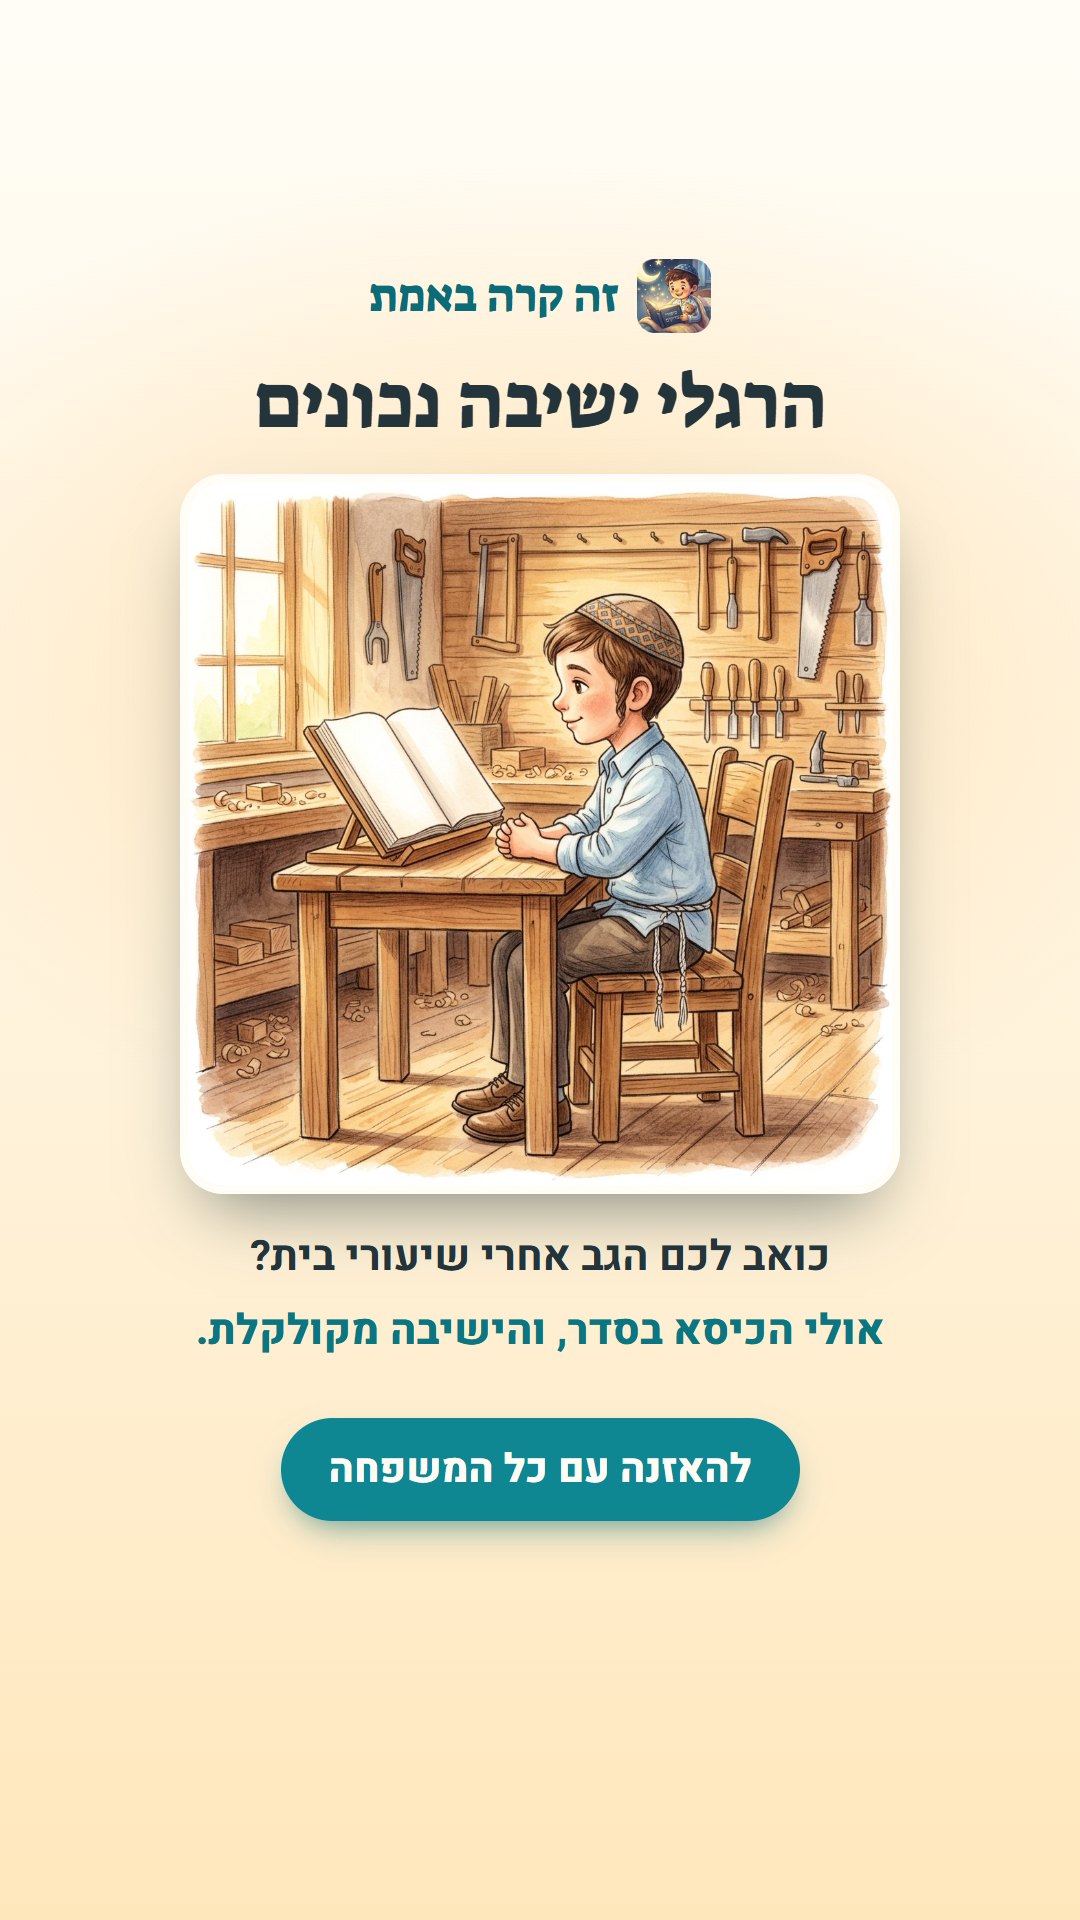 זה קרה באמת
הרגלי ישיבה נכונים
כואב לכם הגב אחרי שיעורי בית?
אולי הכיסא בסדר, והישיבה מקולקלת.
להאזנה עם כל המשפחה